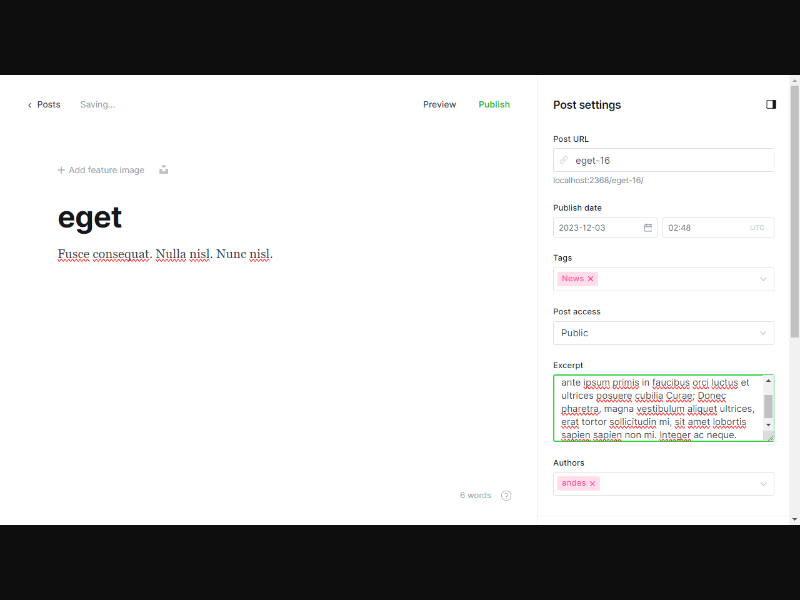 Posts
Saving...
Preview
Publish
Add feature image
eget
Fusce consequat. Nulla nisl. Nunc nisl.
6 words
?
Post settings
Post URL
eget-16
localhost:2368/eget-16/
Publish date
2023-12-03
02:48
UTC
Tags
News
Post access
Public
Excerpt
ante ipsum primis in faucibus orci luctus et
ultrices posuere cubilia Curae; Donec
pharetra, magna vestibulum aliquet ultrices,
erat tortor sollicitudin mi, sit amet lobortis
sapien sapien non mi. Integer ac neque.
Authors
andes